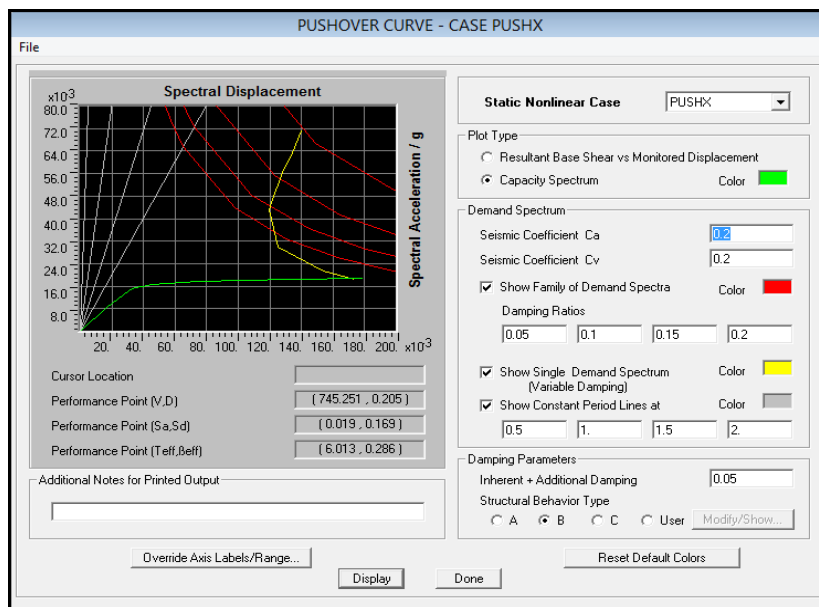 PUSHOVER CURVE - CASE PUSHX
File
Spectral Displacement
x10-3
80.0
72.0
64.0
56.0
48.0
40.0
32.0
24.0
16.0
8.0
20. 40. 60. 80. 100. 120. 140. 160. 180. 200. x10-3
Spectral Acceleration / g
Cursor Location
Performance Point (V,D) ( 745.251 , 0.205 )
Performance Point (Sa,Sd) ( 0.019 , 0.169 )
Performance Point (Teff,βeff) ( 6.013 , 0.286 )
Additional Notes for Printed Output
Override Axis Labels/Range...
Static Nonlinear Case PUSHX
Plot Type
Resultant Base Shear vs Monitored Displacement
Capacity Spectrum Color
Demand Spectrum
Seismic Coefficient Ca 0.2
Seismic Coefficient Cv 0.2
Show Family of Demand Spectra Color
Damping Ratios
0.05 0.1 0.15 0.2
Show Single Demand Spectrum Color
(Variable Damping)
Show Constant Period Lines at Color
0.5 1. 1.5 2.
Damping Parameters
Inherent + Additional Damping 0.05
Structural Behavior Type
A B C User Modify/Show...
Reset Default Colors
Display Done